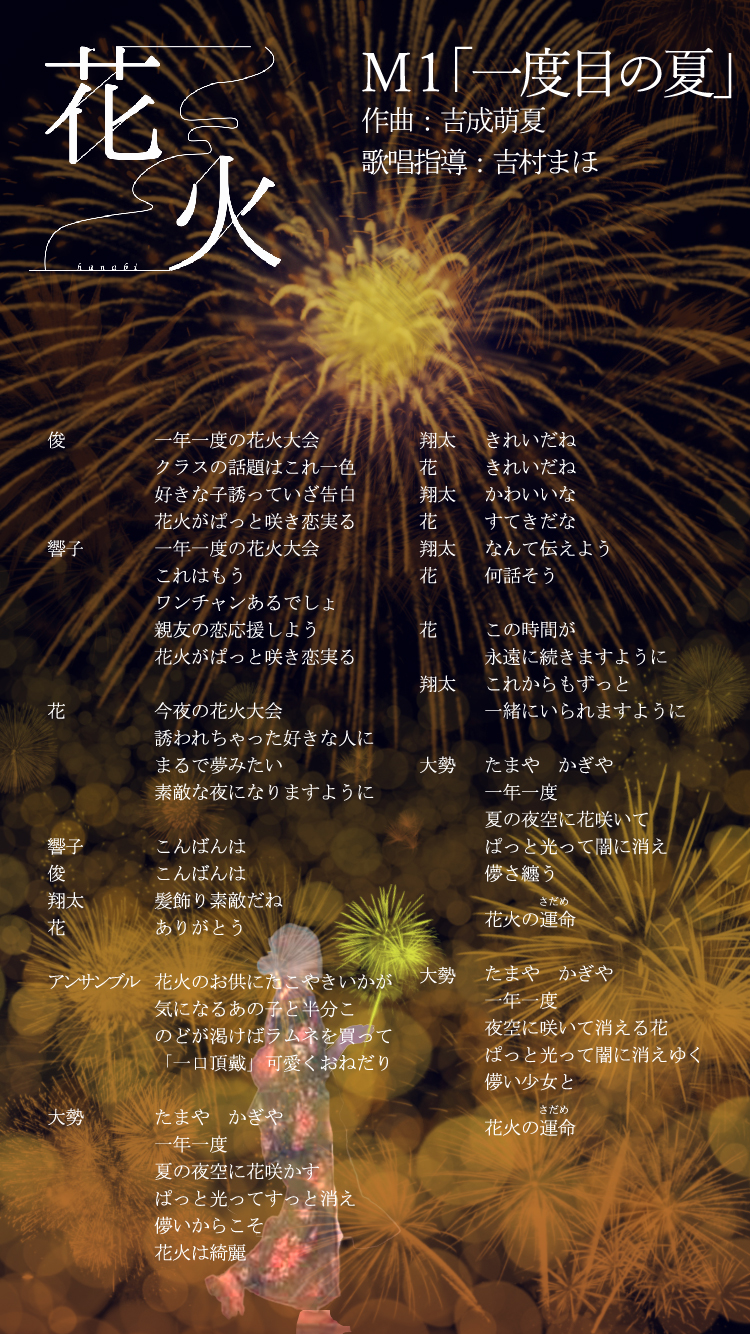 花火
hanabi
M1「一度目の夏」
作曲：吉成萌夏
歌唱指導：吉村まほ
俊 一年一度の花火大会
クラスの話題はこれ一色
好きな子誘っていざ告白
花火がぱっと咲き恋実る
響子 一年一度の花火大会
これはもう
ワンチャンあるでしょ
親友の恋応援しよう
花火がぱっと咲き恋実る
花 今夜の花火大会
誘われちゃった好きな人に
まるで夢みたい
素敵な夜になりますように
響子 こんばんは
俊 こんばんは
翔太 髪飾り素敵だね
花 ありがとう
アンサンブル 花火のお供にたこやきいかが
気になるあの子と半分こ
のどが渇けばラムネを買って
「一口頂戴」可愛くおねだり
大勢 たまや　かぎや
一年一度
夏の夜空に花咲かす
ぱっと光ってすっと消え
儚いからこそ
花火は綺麗
翔太 きれいだね
花 きれいだね
翔太 かわいいな
花 すてきだな
翔太 なんて伝えよう
花 何話そう
花 この時間が
永遠に続きますように
翔太 これからもずっと
一緒にいられますように
大勢 たまや　かぎや
一年一度
夏の夜空に花咲いて
ぱっと光って闇に消え
儚さ纏う
さだめ
花火の運命
大勢 たまや　かぎや
一年一度
夜空に咲いて消える花
ぱっと光って闇に消えゆく
儚い少女と
さだめ
花火の運命